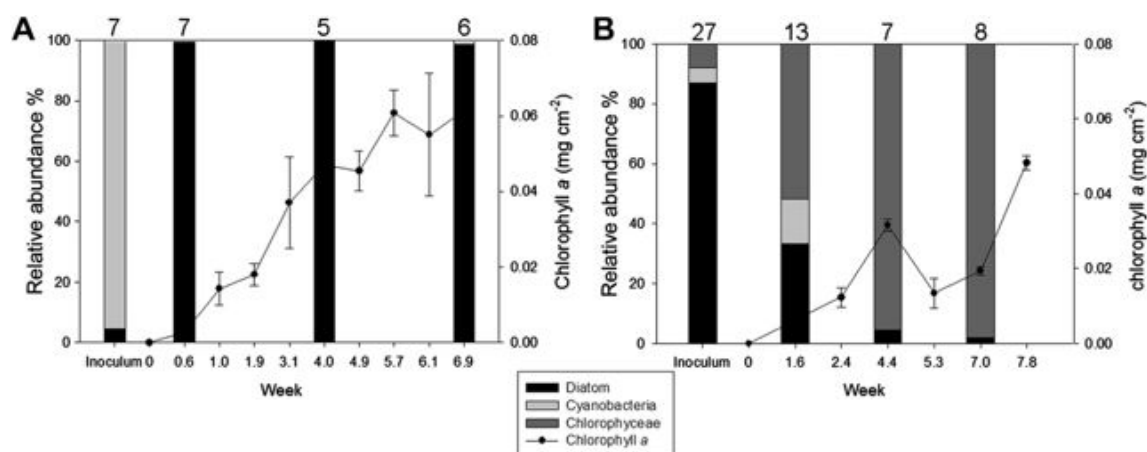 A
7 7 5 6
100
80
60
40
20
0
Relative abundance %
0.08
0.06
0.04
0.02
0.00
Chlorophyll a (mg cm⁻²)
Inoculum 0 0.6 1.0 1.9 3.1 4.0 4.9 5.7 6.1 6.9
Week
B
27 13 7 8
100
80
60
40
20
0
Relative abundance %
0.08
0.06
0.04
0.02
0.00
chlorophyll a (mg cm⁻²)
Inoculum 0 1.6 2.4 4.4 5.3 7.0 7.8
Week
Diatom
Cyanobacteria
Chlorophyceae
Chlorophyll a